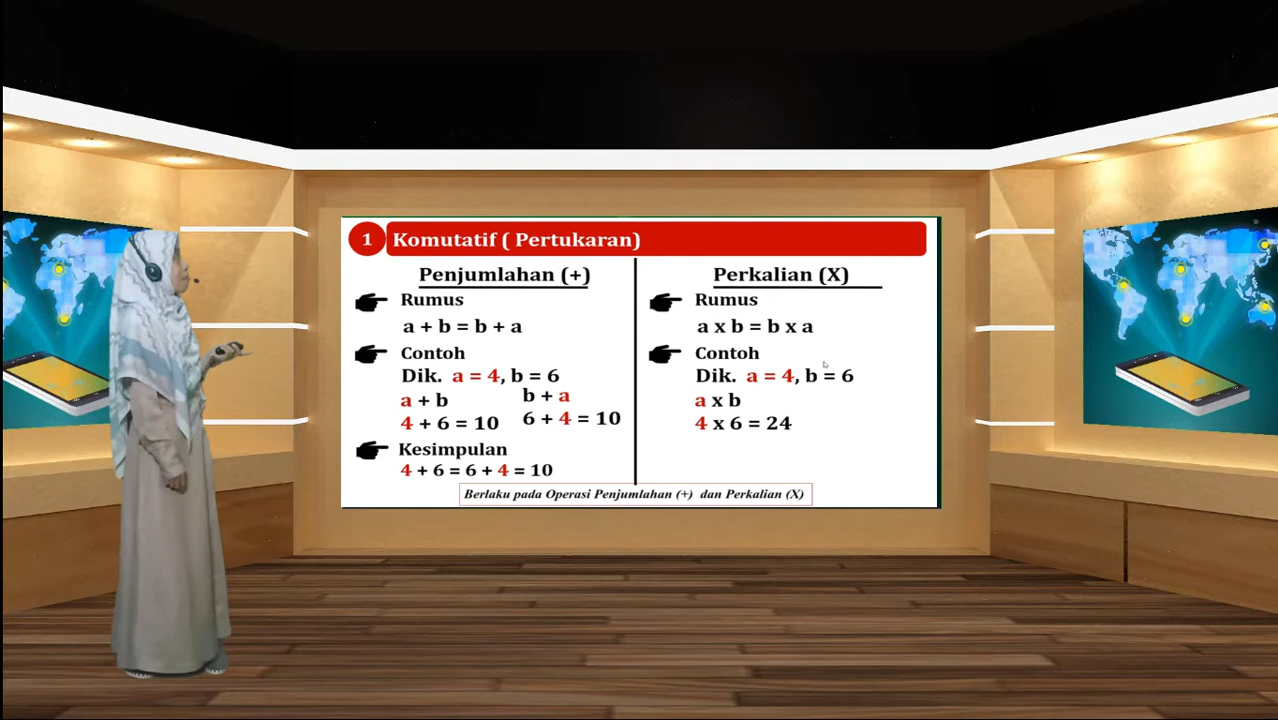 1 Komutatif ( Pertukaran)
Penjumlahan (+)
Rumus
a + b = b + a
Contoh
Dik. a = 4, b = 6
a + b
4 + 6 = 10
b + a
6 + 4 = 10
Kesimpulan
4 + 6 = 6 + 4 = 10
Perkalian (X)
Rumus
a x b = b x a
Contoh
Dik. a = 4, b = 6
a x b
4 x 6 = 24
Berlaku pada Operasi Penjumlahan (+) dan Perkalian (X)